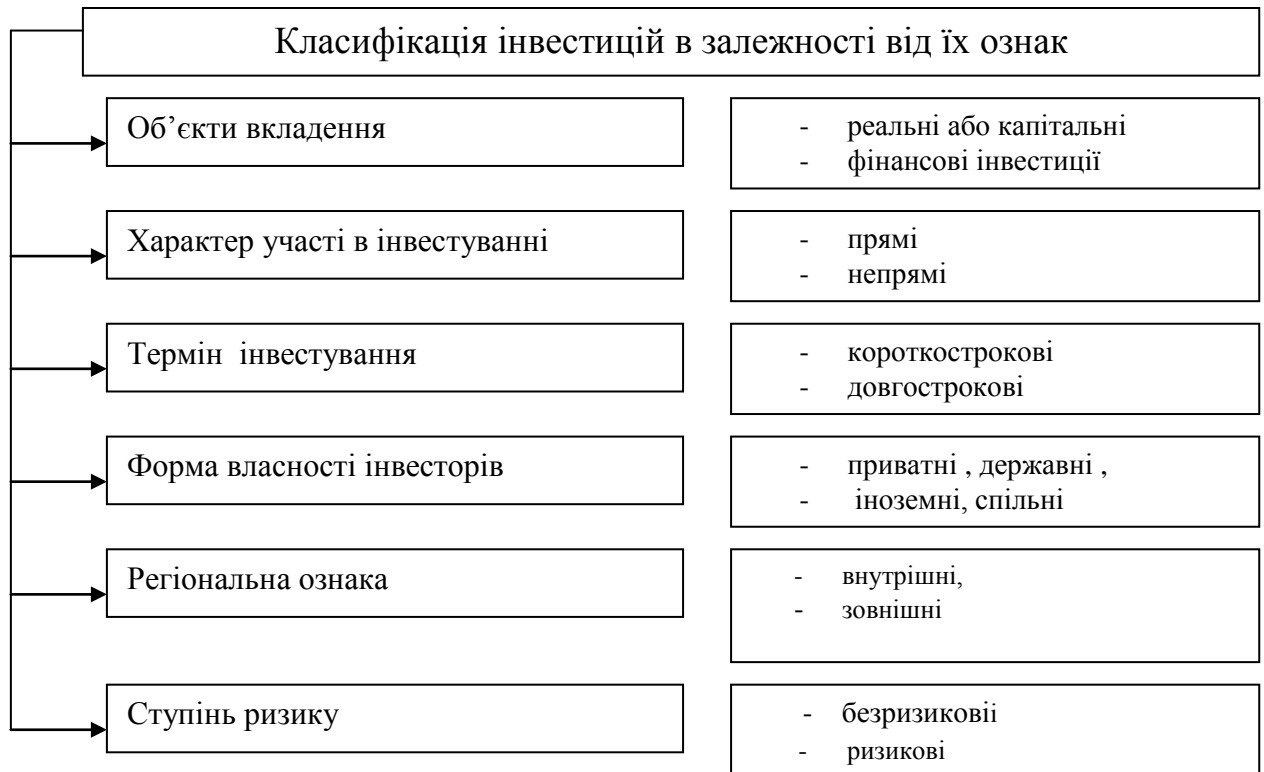 Класифікація інвестицій в залежності від їх ознак
Об’єкти вкладення
- реальні або капітальні
- фінансові інвестиції
Характер участі в інвестуванні
- прямі
- непрямі
Термін інвестування
- короткострокові
- довгострокові
Форма власності інвесторів
- приватні , державні ,
- іноземні, спільні
Регіональна ознака
- внутрішні,
- зовнішні
Ступінь ризику
- безризиковіі
- ризикові